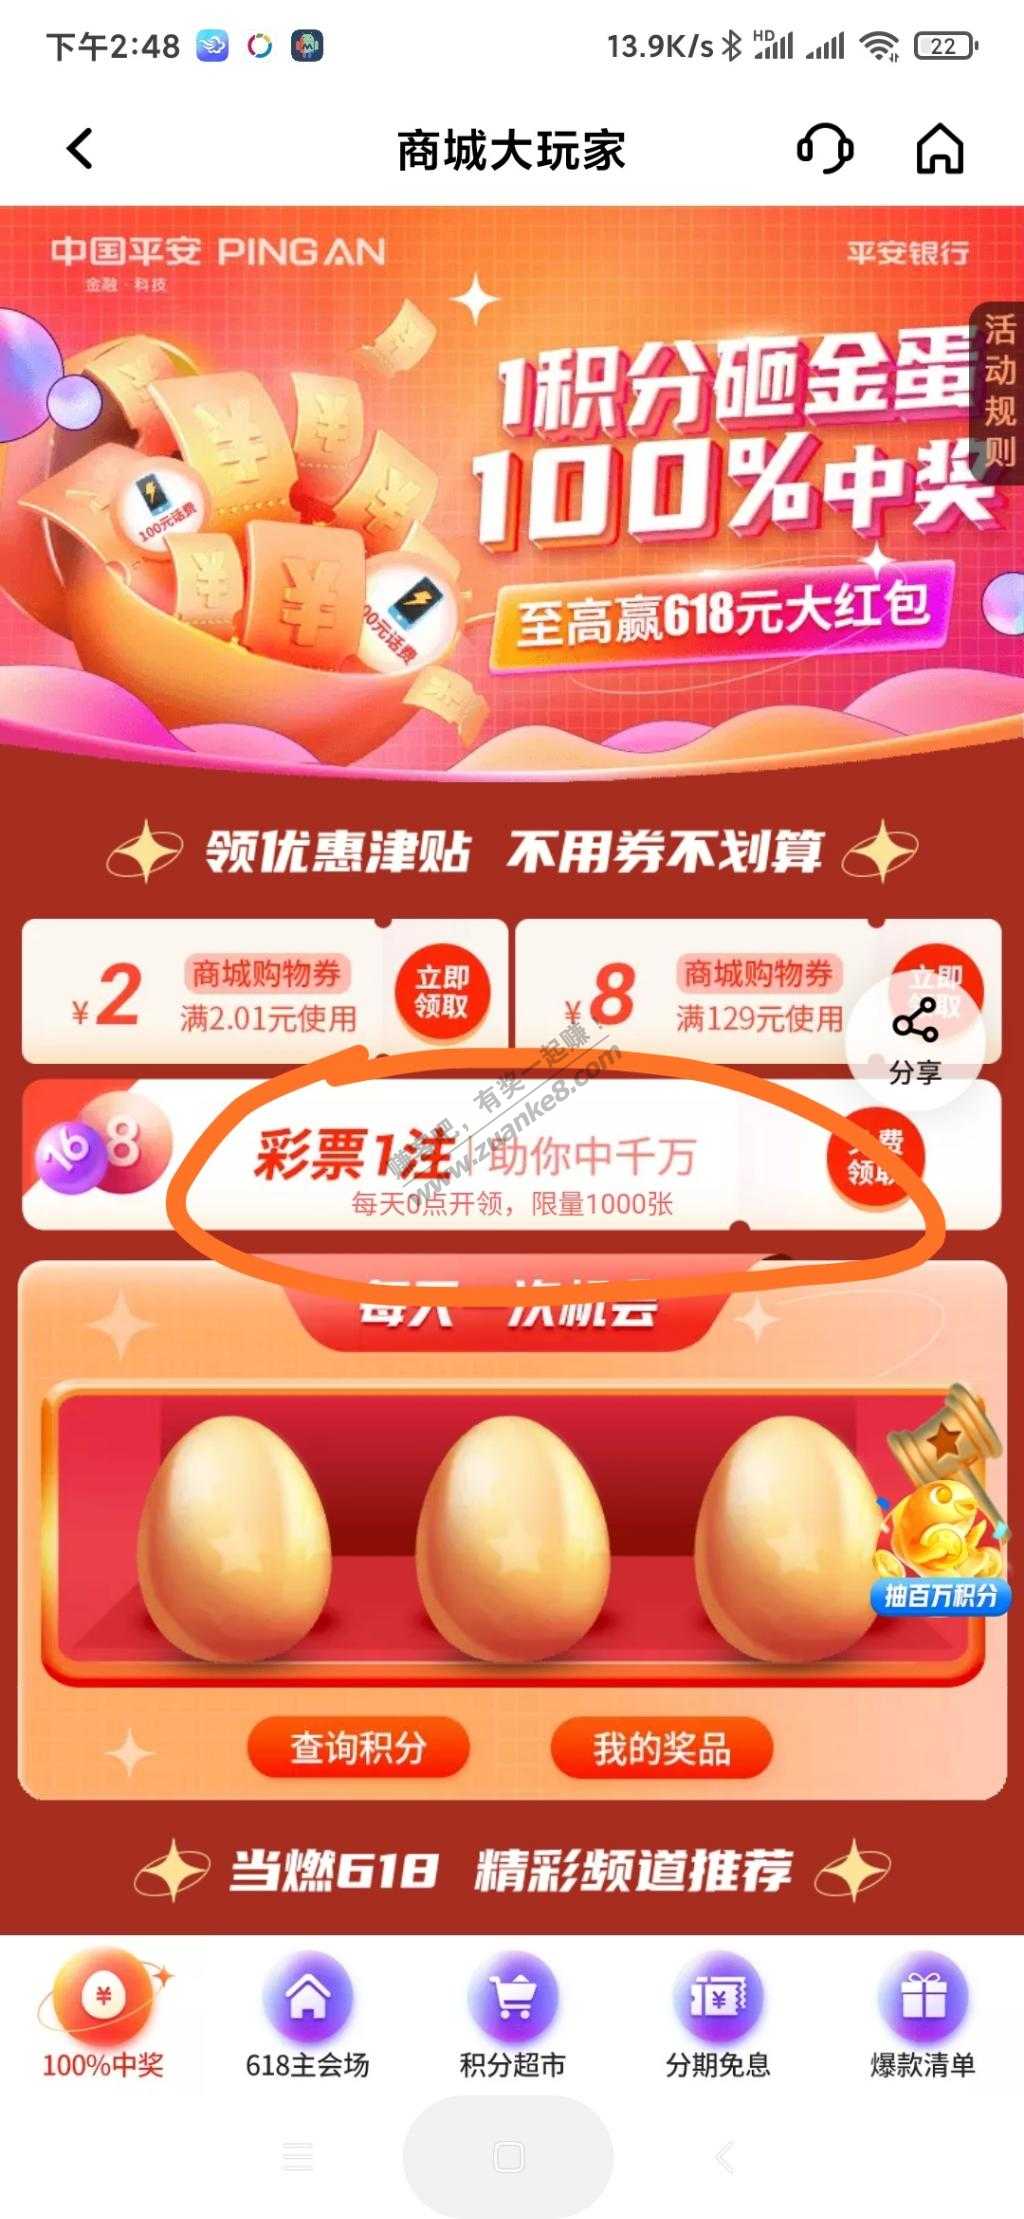 下午2:48
13.9K/s
HD
22
商城大玩家
中国平安 PING AN
金融·科技
平安银行
活动规则
1积分砸金蛋
100%中奖
至高赢618元大红包
100元话费
00元话费
领优惠津贴 不用券不划算
¥2
商城购物券
满2.01元使用
立即领取
¥8
商城购物券
满129元使用
立即
取
分享
16
8
彩票1注
助你中千万
每天0点开领，限量1000张
费
领取
赚客吧，有奖一起赚！
www.zuanke8.com
每天一次机会
抽百万积分
查询积分
我的奖品
当燃618 精彩频道推荐
100%中奖
618主会场
积分超市
分期免息
爆款清单